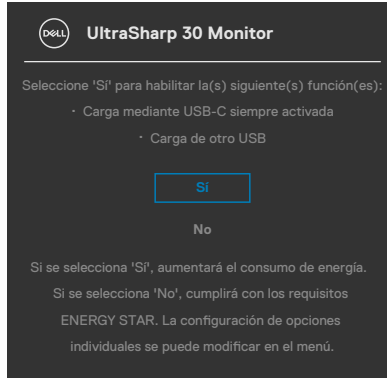 DELL UltraSharp 30 Monitor
Seleccione 'Sí' para habilitar la(s) siguiente(s) función(es):
· Carga mediante USB-C siempre activada
· Carga de otro USB
Sí
No
Si se selecciona 'Sí', aumentará el consumo de energía.
Si se selecciona 'No', cumplirá con los requisitos
ENERGY STAR. La configuración de opciones
individuales se puede modificar en el menú.